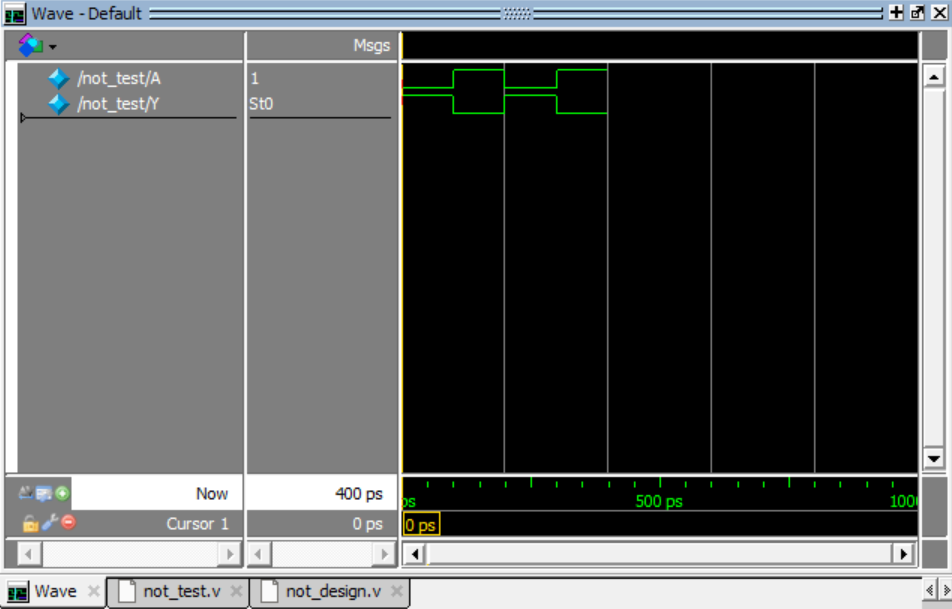 Wave - Default
Msgs
/not_test/A 1
/not_test/Y St0
Now 400 ps
ps 500 ps 100
Cursor 1 0 ps 0 ps
Wave not_test.v not_design.v